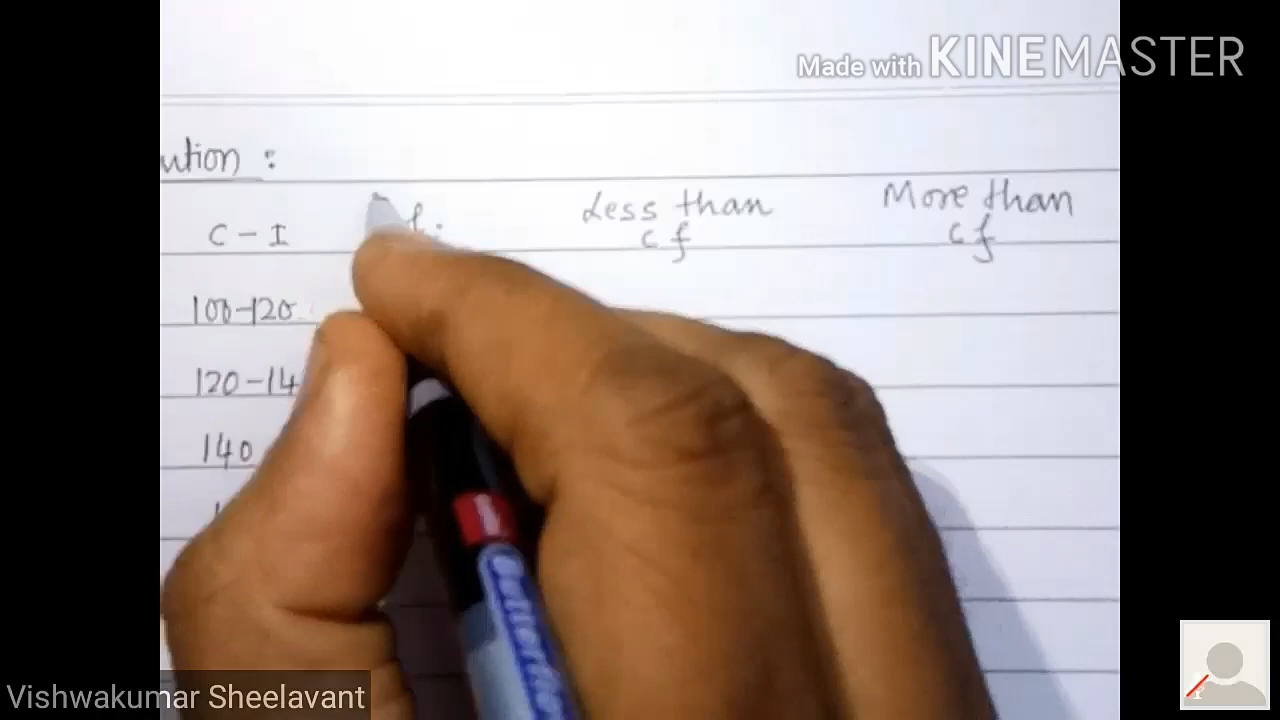 Made with KINEMASTER
ution :
C - I f. Less than cf More than cf
100-120
120-14
140
Vishwakumar Sheelavant